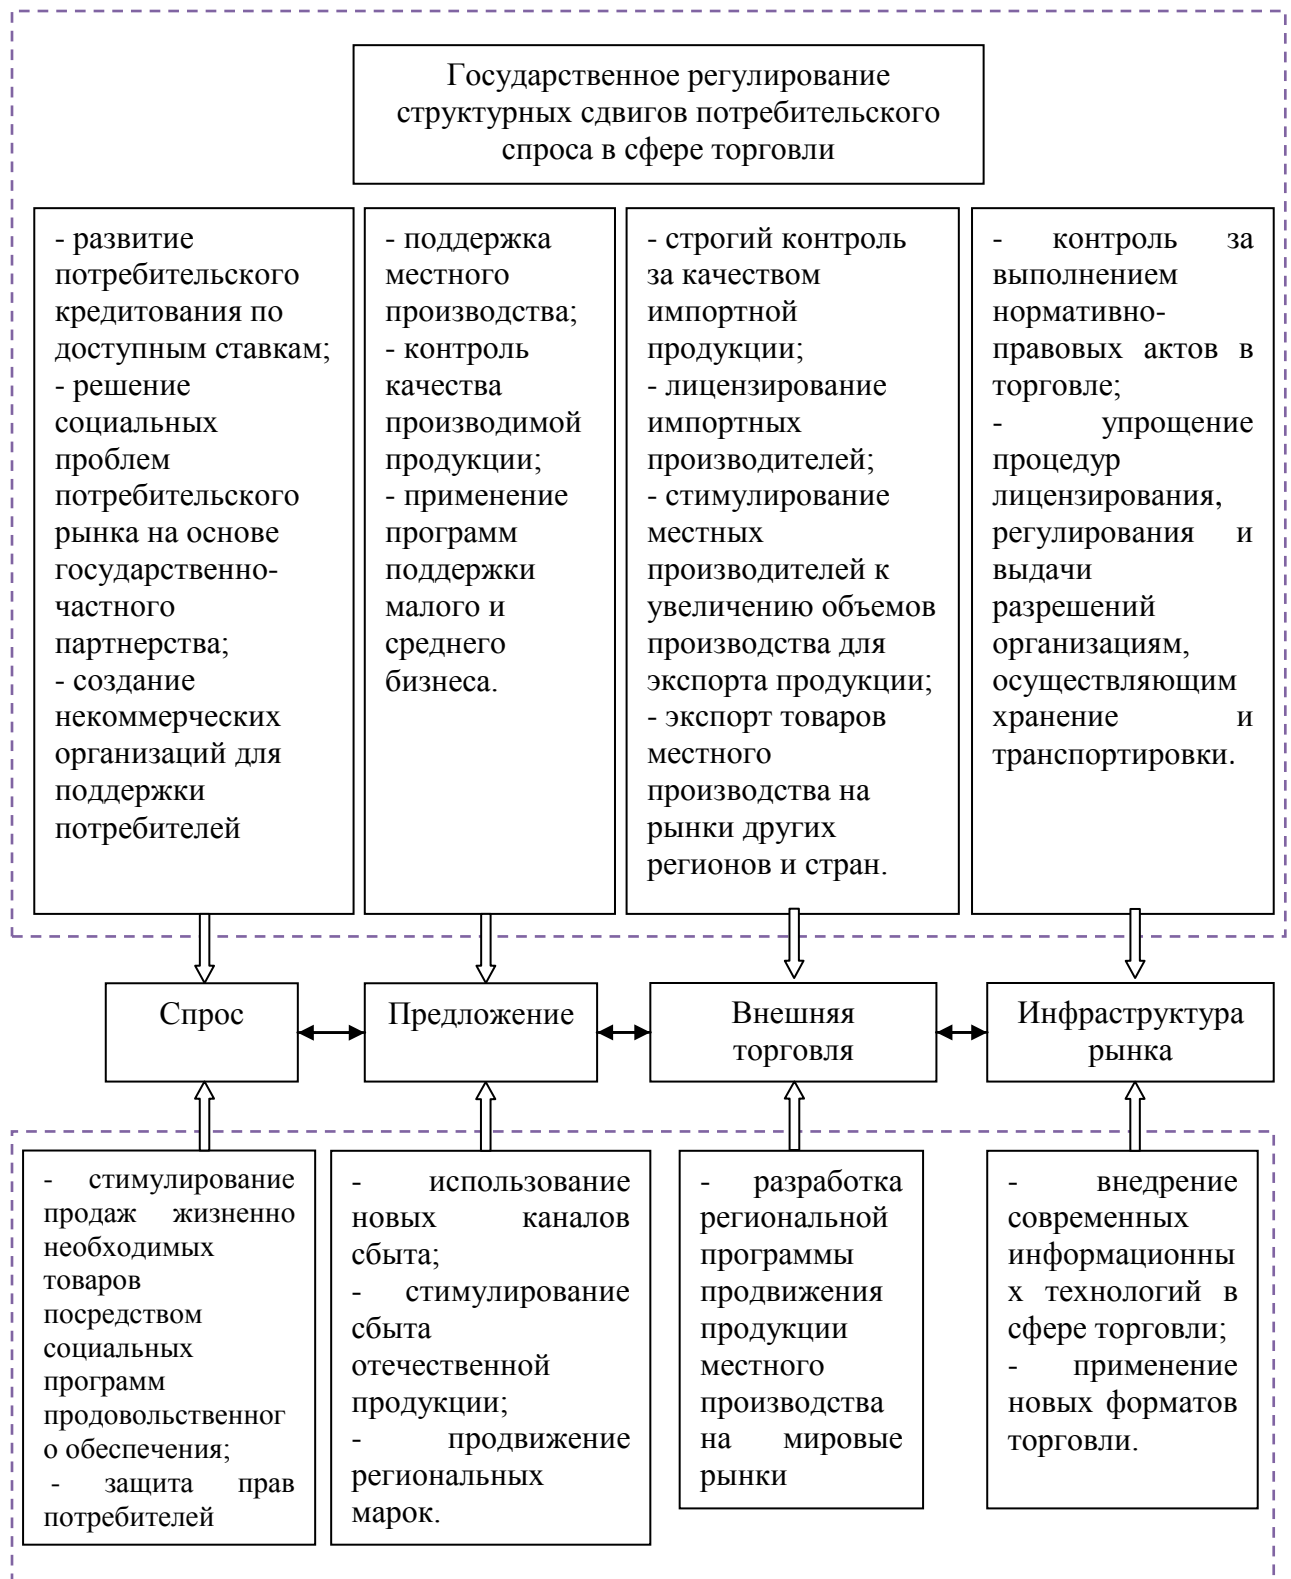 Государственное регулирование
структурных сдвигов потребительского
спроса в сфере торговли
- развитие
потребительского
кредитования по
доступным ставкам;
- решение
социальных
проблем
потребительского
рынка на основе
государственно-
частного
партнерства;
- создание
некоммерческих
организаций для
поддержки
потребителей
- поддержка
местного
производства;
- контроль
качества
производимой
продукции;
- применение
программ
поддержки
малого и
среднего
бизнеса.
- строгий контроль
за качеством
импортной
продукции;
- лицензирование
импортных
производителей;
- стимулирование
местных
производителей к
увеличению объемов
производства для
экспорта продукции;
- экспорт товаров
местного
производства на
рынки других
регионов и стран.
- контроль за
выполнением
нормативно-
правовых актов в
торговле;
- упрощение
процедур
лицензирования,
регулирования и
выдачи
разрешений
организациям,
осуществляющим
хранение и
транспортировки.
Спрос
Предложение
Внешняя
торговля
Инфраструктура
рынка
- стимулирование
продаж жизненно
необходимых
товаров
посредством
социальных
программ
продовольственног
о обеспечения;
- защита прав
потребителей
- использование
новых каналов
сбыта;
- стимулирование
сбыта
отечественной
продукции;
- продвижение
региональных
марок.
- разработка
региональной
программы
продвижения
продукции
местного
производства
на мировые
рынки
- внедрение
современных
информационны
х технологий в
сфере торговли;
- применение
новых форматов
торговли.